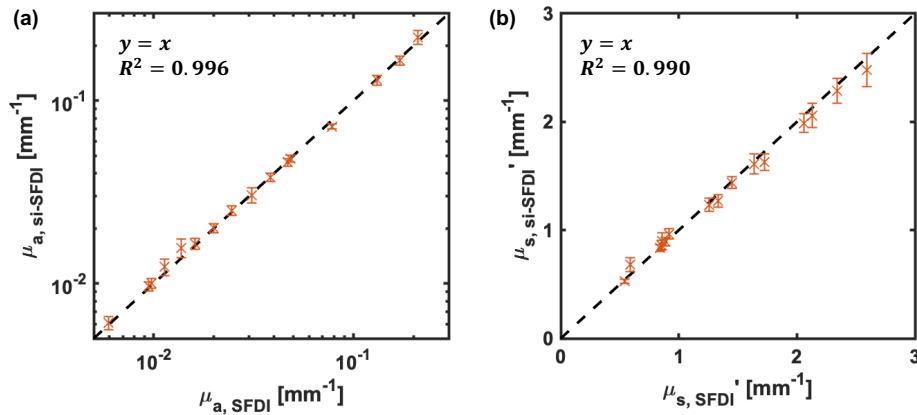 (a)
y = x
R² = 0.996
10⁻¹
10⁻²
μa, si-SFDI [mm⁻¹]
10⁻² 10⁻¹
μa, SFDI [mm⁻¹]
(b)
y = x
R² = 0.990
3
2
1
0
μs, si-SFDI' [mm⁻¹]
0 1 2 3
μs, SFDI' [mm⁻¹]